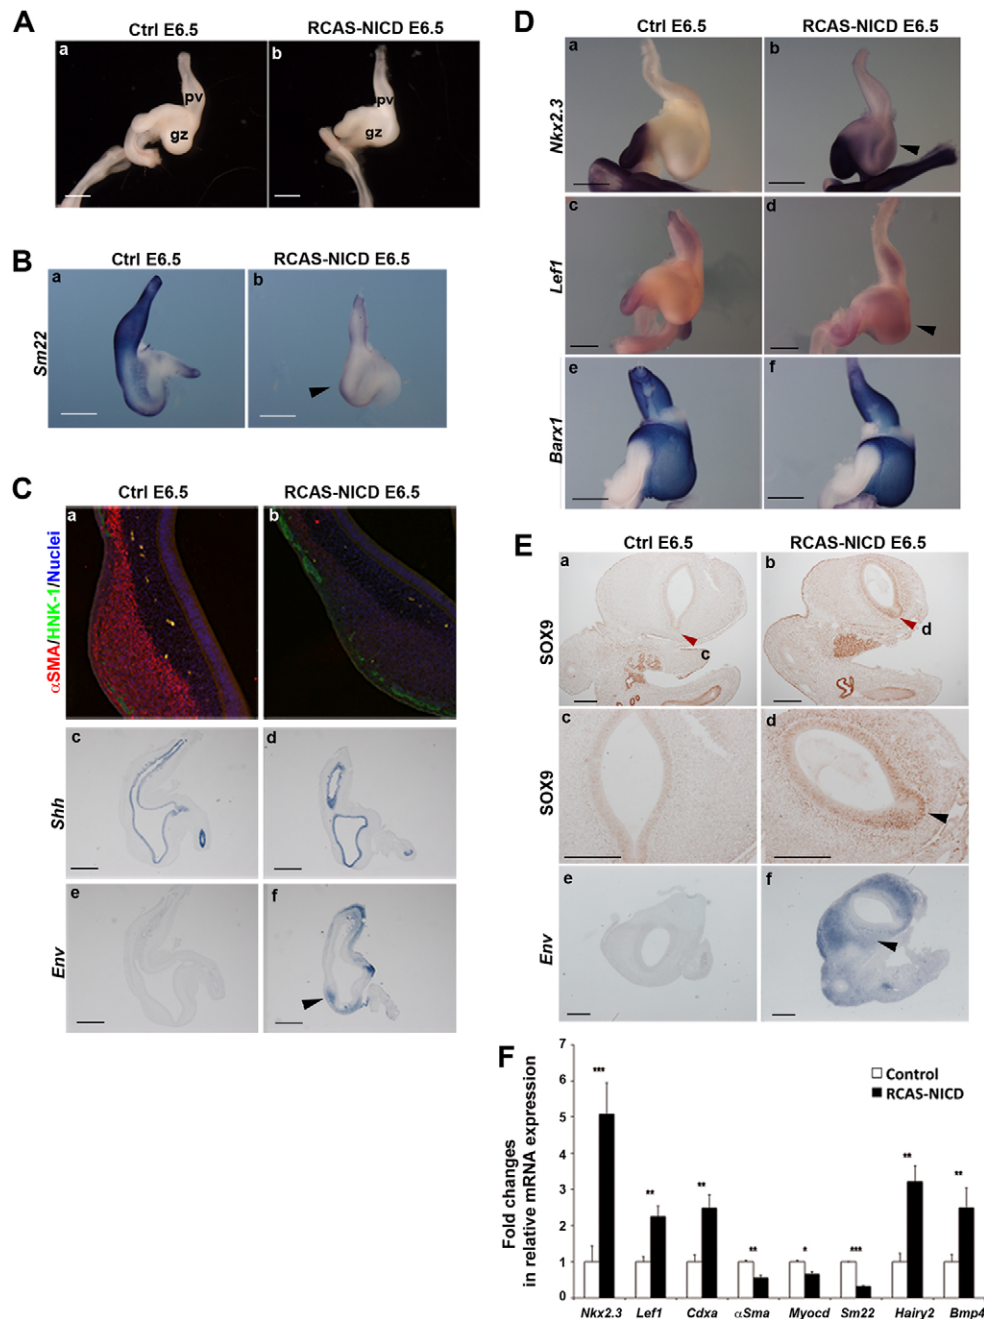 A
Ctrl E6.5
RCAS-NICD E6.5
a
pv
gz
b
pv
gz
B
Ctrl E6.5
RCAS-NICD E6.5
Sm22
a
b
C
Ctrl E6.5
RCAS-NICD E6.5
αSMA/HNK-1/Nuclei
a
b
Shh
c
d
Env
e
f
D
Ctrl E6.5
RCAS-NICD E6.5
Nkx2.3
a
b
Lef1
c
d
Barx1
e
f
E
Ctrl E6.5
RCAS-NICD E6.5
SOX9
a
c
b
d
SOX9
c
d
Env
e
f
F
Fold changes
in relative mRNA expression
7
6
5
4
3
2
1
0
Control
RCAS-NICD
***
**
**
**
*
***
**
**
Nkx2.3 Lef1 Cdxa αSma Myocd Sm22 Hairy2 Bmp4